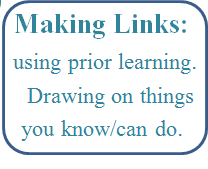 Making Links:
using prior learning.
Drawing on things
you know/can do.